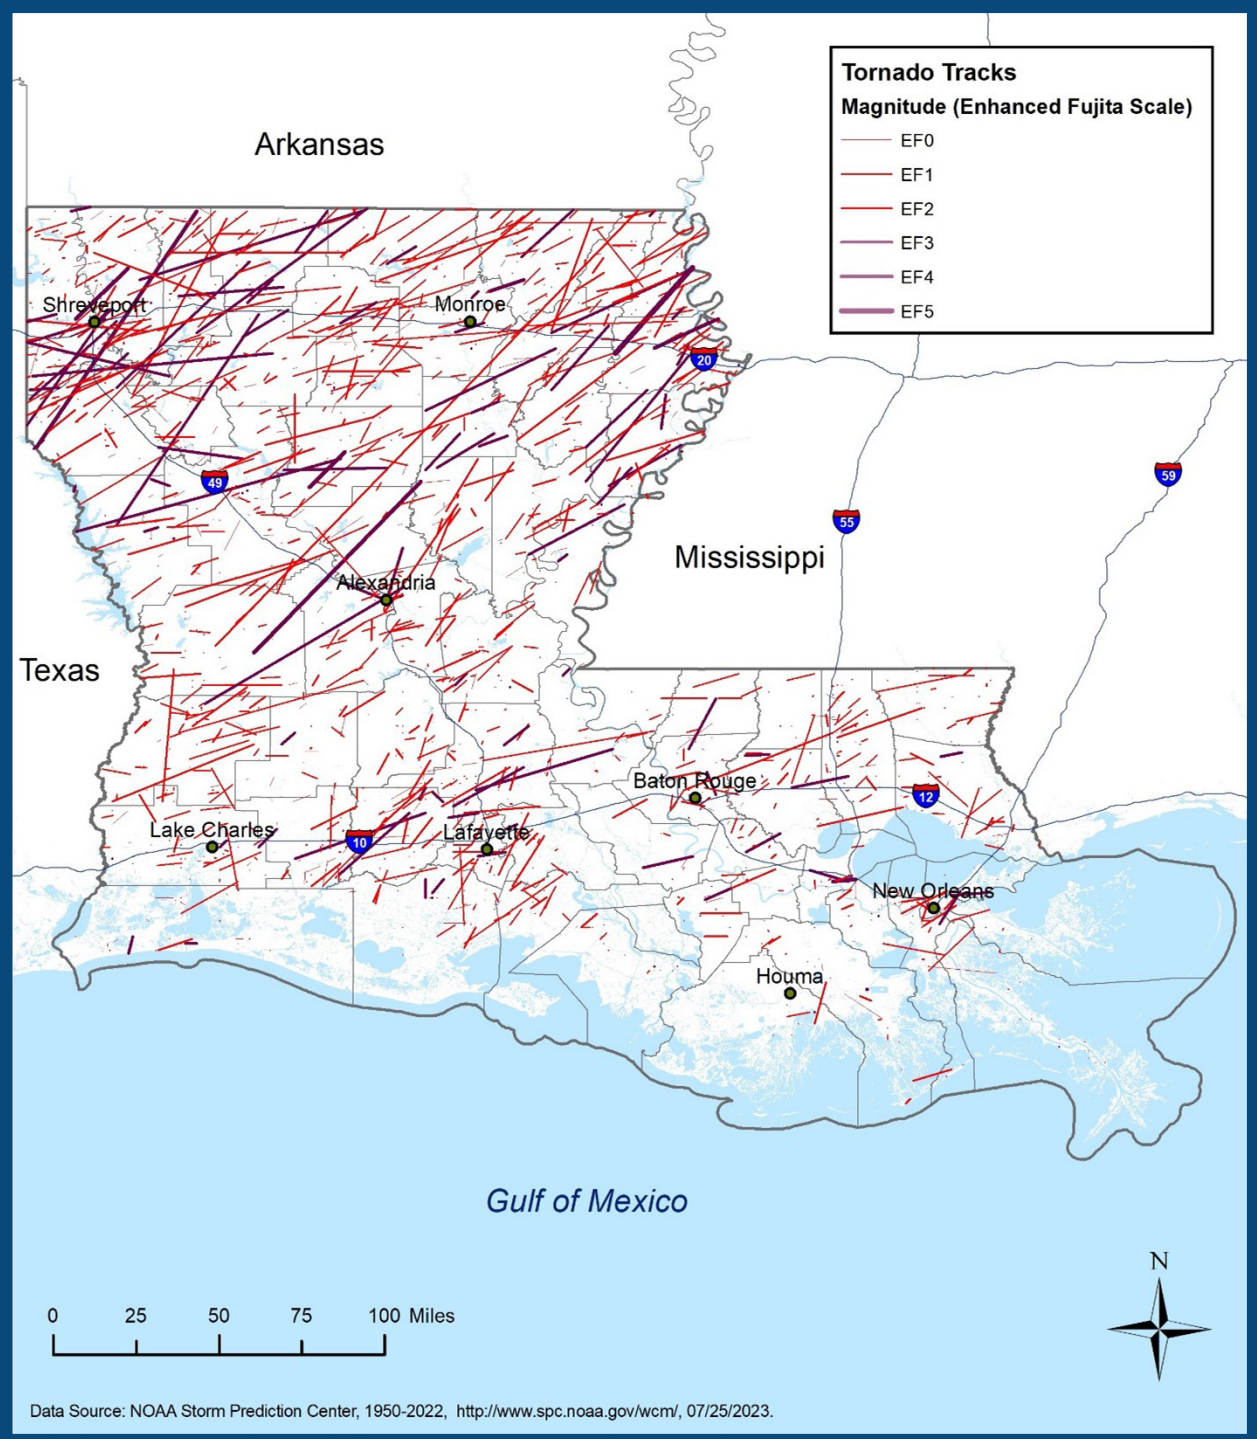 Tornado Tracks
Magnitude (Enhanced Fujita Scale)
EF0
EF1
EF2
EF3
EF4
EF5
Arkansas
Shreveport
Monroe
20
49
59
55
Mississippi
Alexandria
Texas
Baton Rouge
12
Lake Charles
10
Lafayette
New Orleans
Houma
Gulf of Mexico
N
0 25 50 75 100 Miles
Data Source: NOAA Storm Prediction Center, 1950-2022, http://www.spc.noaa.gov/wcm/, 07/25/2023.